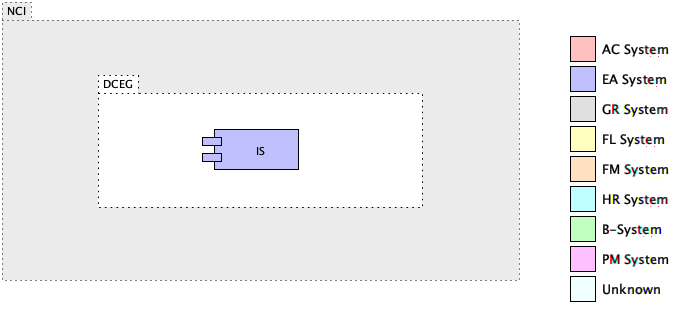 NCI
DCEG
IS
AC System
EA System
GR System
FL System
FM System
HR System
B-System
PM System
Unknown